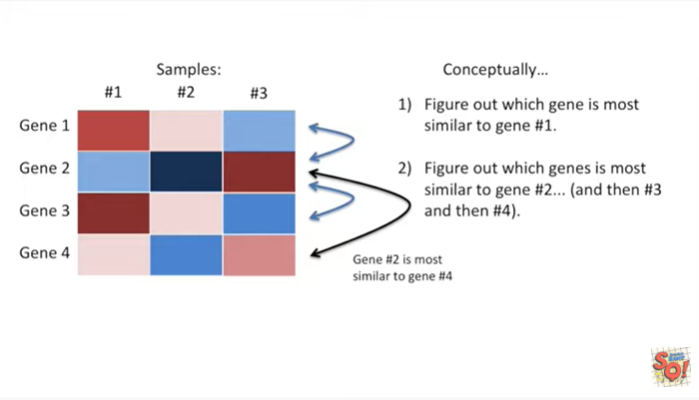 Samples:
#1 #2 #3
Gene 1
Gene 2
Gene 3
Gene 4
Conceptually...
1) Figure out which gene is most
similar to gene #1.
2) Figure out which genes is most
similar to gene #2... (and then #3
and then #4).
Gene #2 is most
similar to gene #4